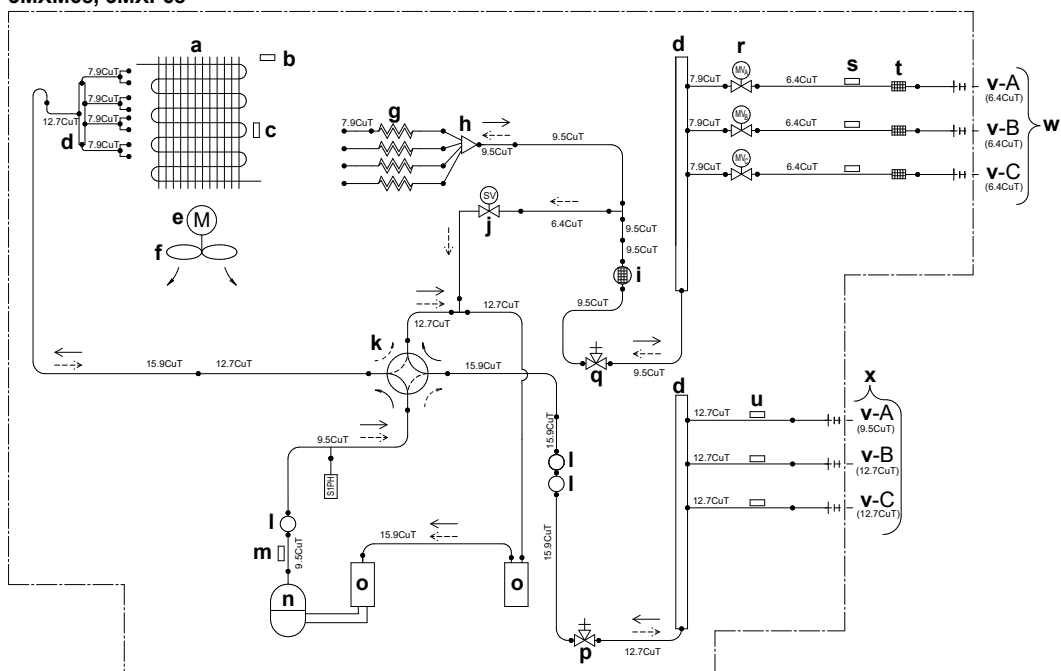 a
b
7.9CuT
7.9CuT
7.9CuT
7.9CuT
12.7CuT
d
c
e
M
f
g
7.9CuT
h
9.5CuT
9.5CuT
SV
j
6.4CuT
9.5CuT
9.5CuT
i
9.5CuT
q
9.5CuT
d
r
s
t
7.9CuT
MVA
6.4CuT
v-A
(6.4CuT)
7.9CuT
MVB
6.4CuT
v-B
(6.4CuT)
w
7.9CuT
MVC
6.4CuT
v-C
(6.4CuT)
12.7CuT
12.7CuT
k
15.9CuT
12.7CuT
15.9CuT
9.5CuT
S1PH
15.9CuT
l
l
l
m
9.5CuT
n
15.9CuT
o
o
15.9CuT
p
12.7CuT
d
u
x
12.7CuT
v-A
(9.5CuT)
12.7CuT
v-B
(12.7CuT)
12.7CuT
v-C
(12.7CuT)